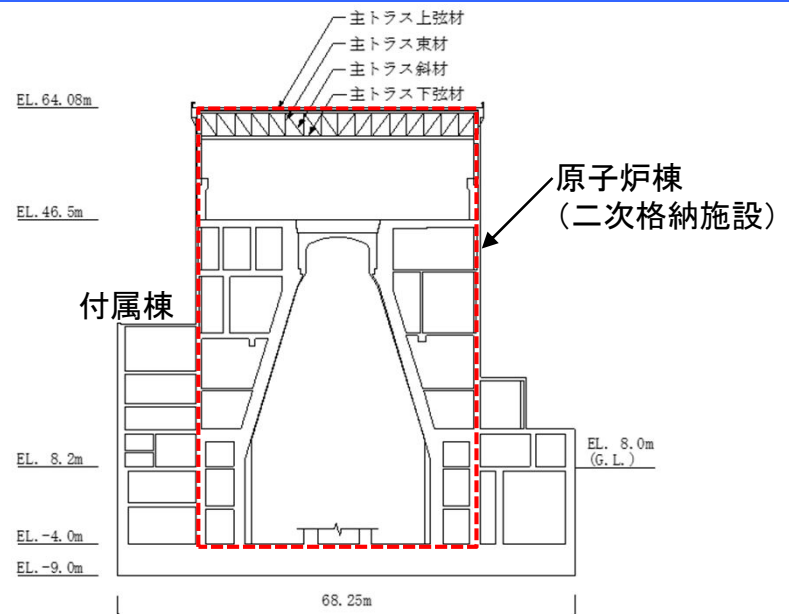 主トラス上弦材
主トラス束材
主トラス斜材
主トラス下弦材
EL.64.08m
原子炉棟
（二次格納施設）
EL.46.5m
付属棟
EL. 8.2m
EL. 8.0m
(G.L.)
EL.-4.0m
EL.-9.0m
68.25m